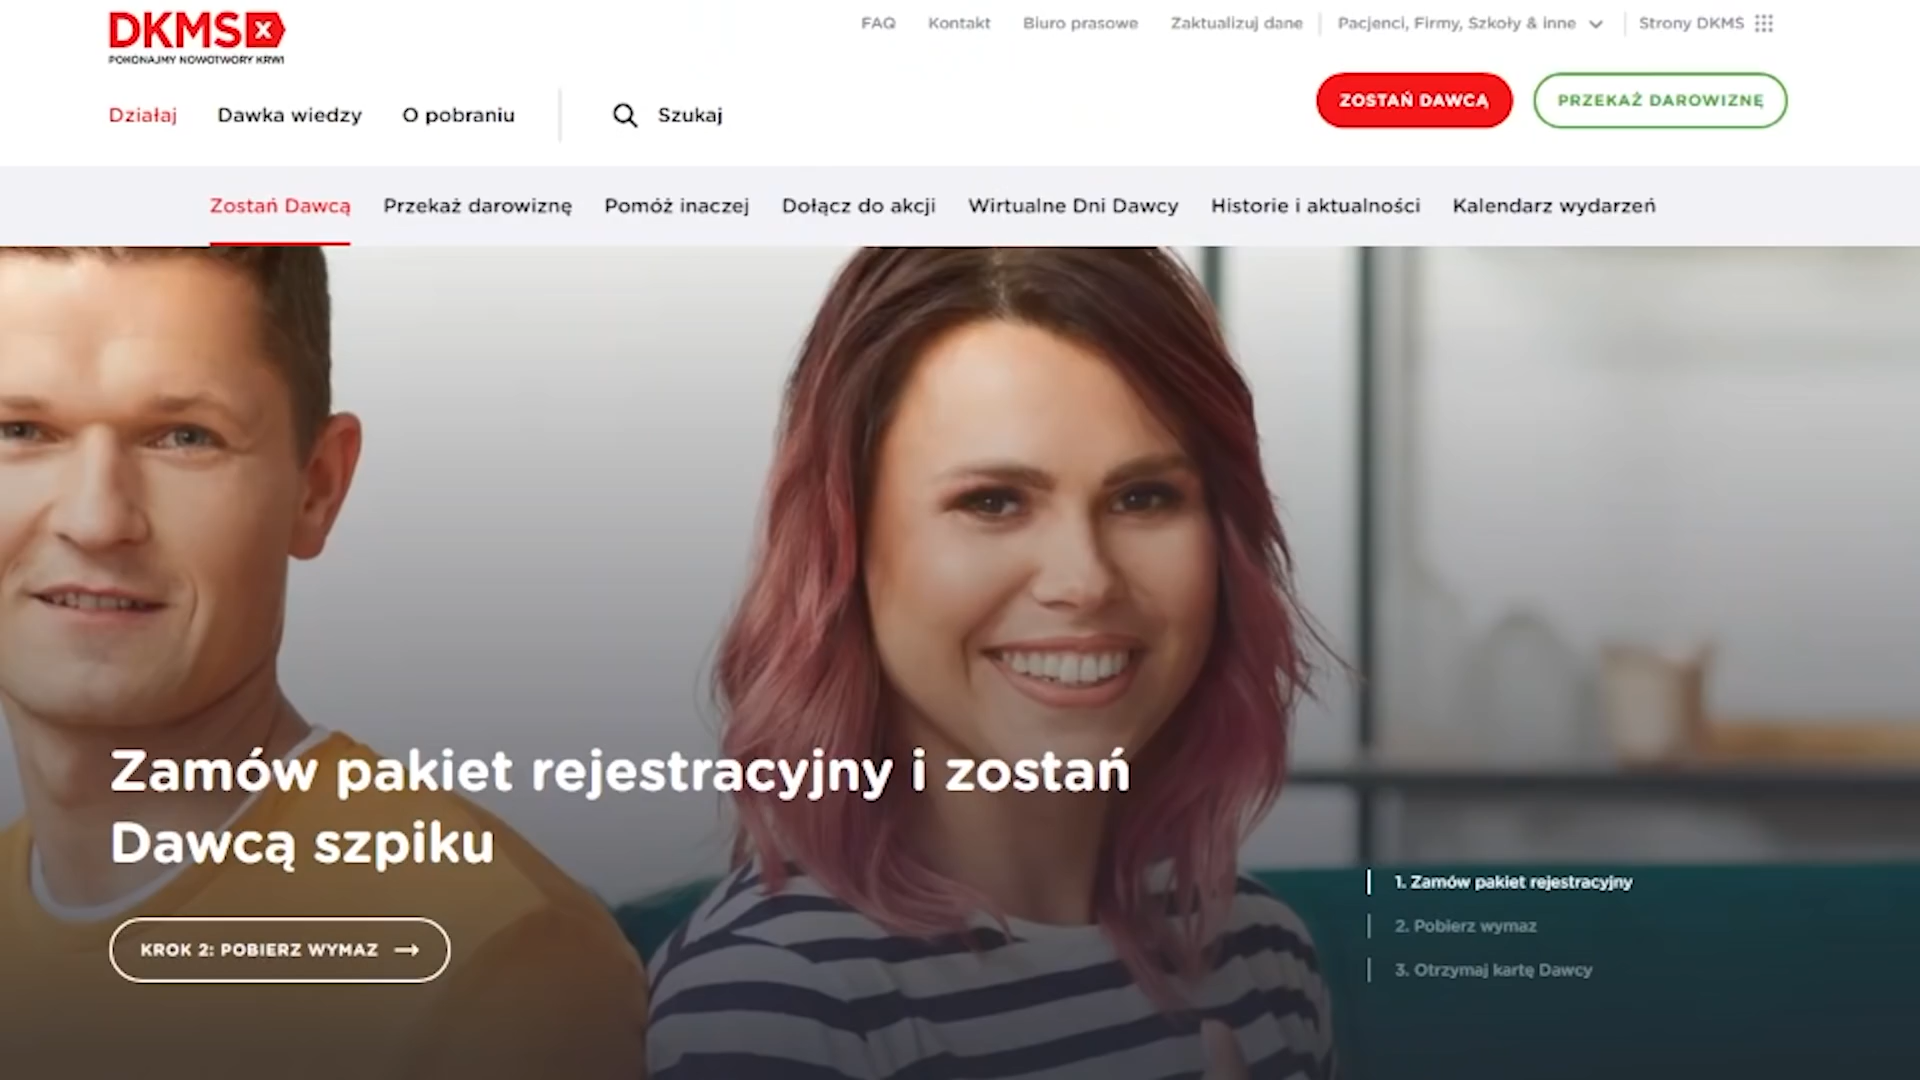 DKMS
POKONAJMY NOWOTWORY KRWI
FAQ Kontakt Biuro prasowe Zaktualizuj dane Pacjenci, Firmy, Szkoły & inne Strony DKMS
Działaj Dawka wiedzy O pobraniu Szukaj
ZOSTAŃ DAWCĄ PRZEKAŻ DAROWIZNĘ
Zostań Dawcą Przekaż darowiznę Pomóż inaczej Dołącz do akcji Wirtualne Dni Dawcy Historie i aktualności Kalendarz wydarzeń
Zamów pakiet rejestracyjny i zostań
Dawcą szpiku
KROK 2: POBIERZ WYMAZ →
1. Zamów pakiet rejestracyjny
2. Pobierz wymaz
3. Otrzymaj kartę Dawcy